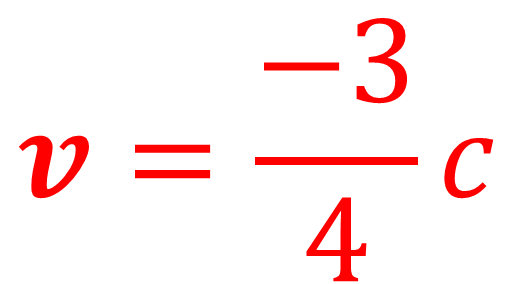 v = -3/4 c